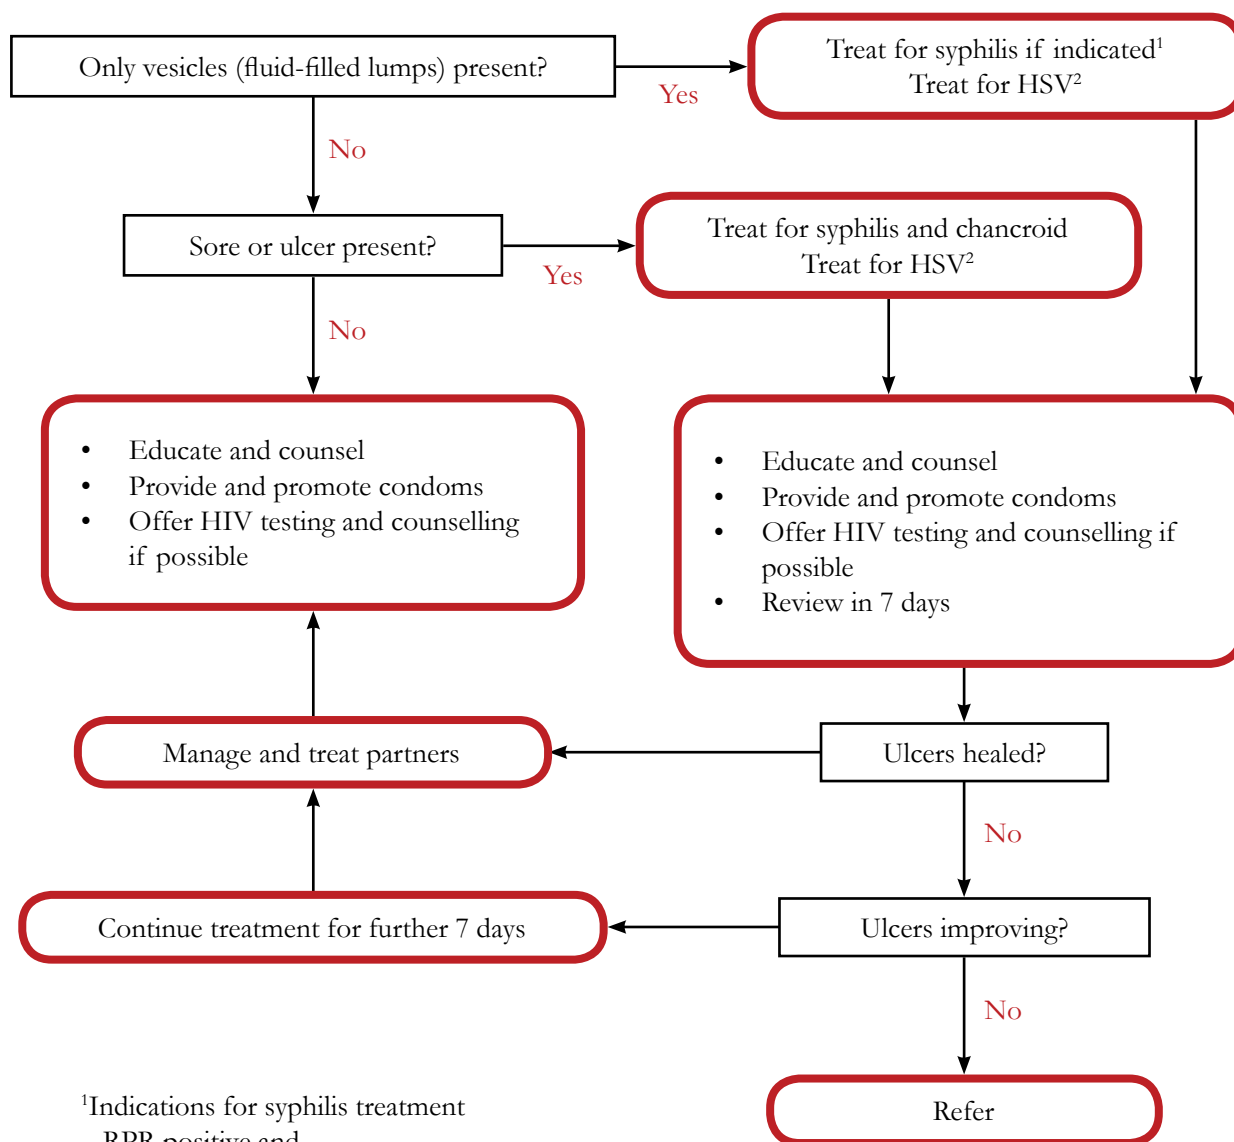 Only vesicles (fluid-filled lumps) present?
Yes
Treat for syphilis if indicated¹
Treat for HSV²
No
Sore or ulcer present?
Yes
Treat for syphilis and chancroid
Treat for HSV²
No
• Educate and counsel
• Provide and promote condoms
• Offer HIV testing and counselling
if possible
• Educate and counsel
• Provide and promote condoms
• Offer HIV testing and counselling if
possible
• Review in 7 days
Manage and treat partners
Ulcers healed?
No
Continue treatment for further 7 days
Ulcers improving?
No
Refer
¹Indications for syphilis treatment
RPR positive and